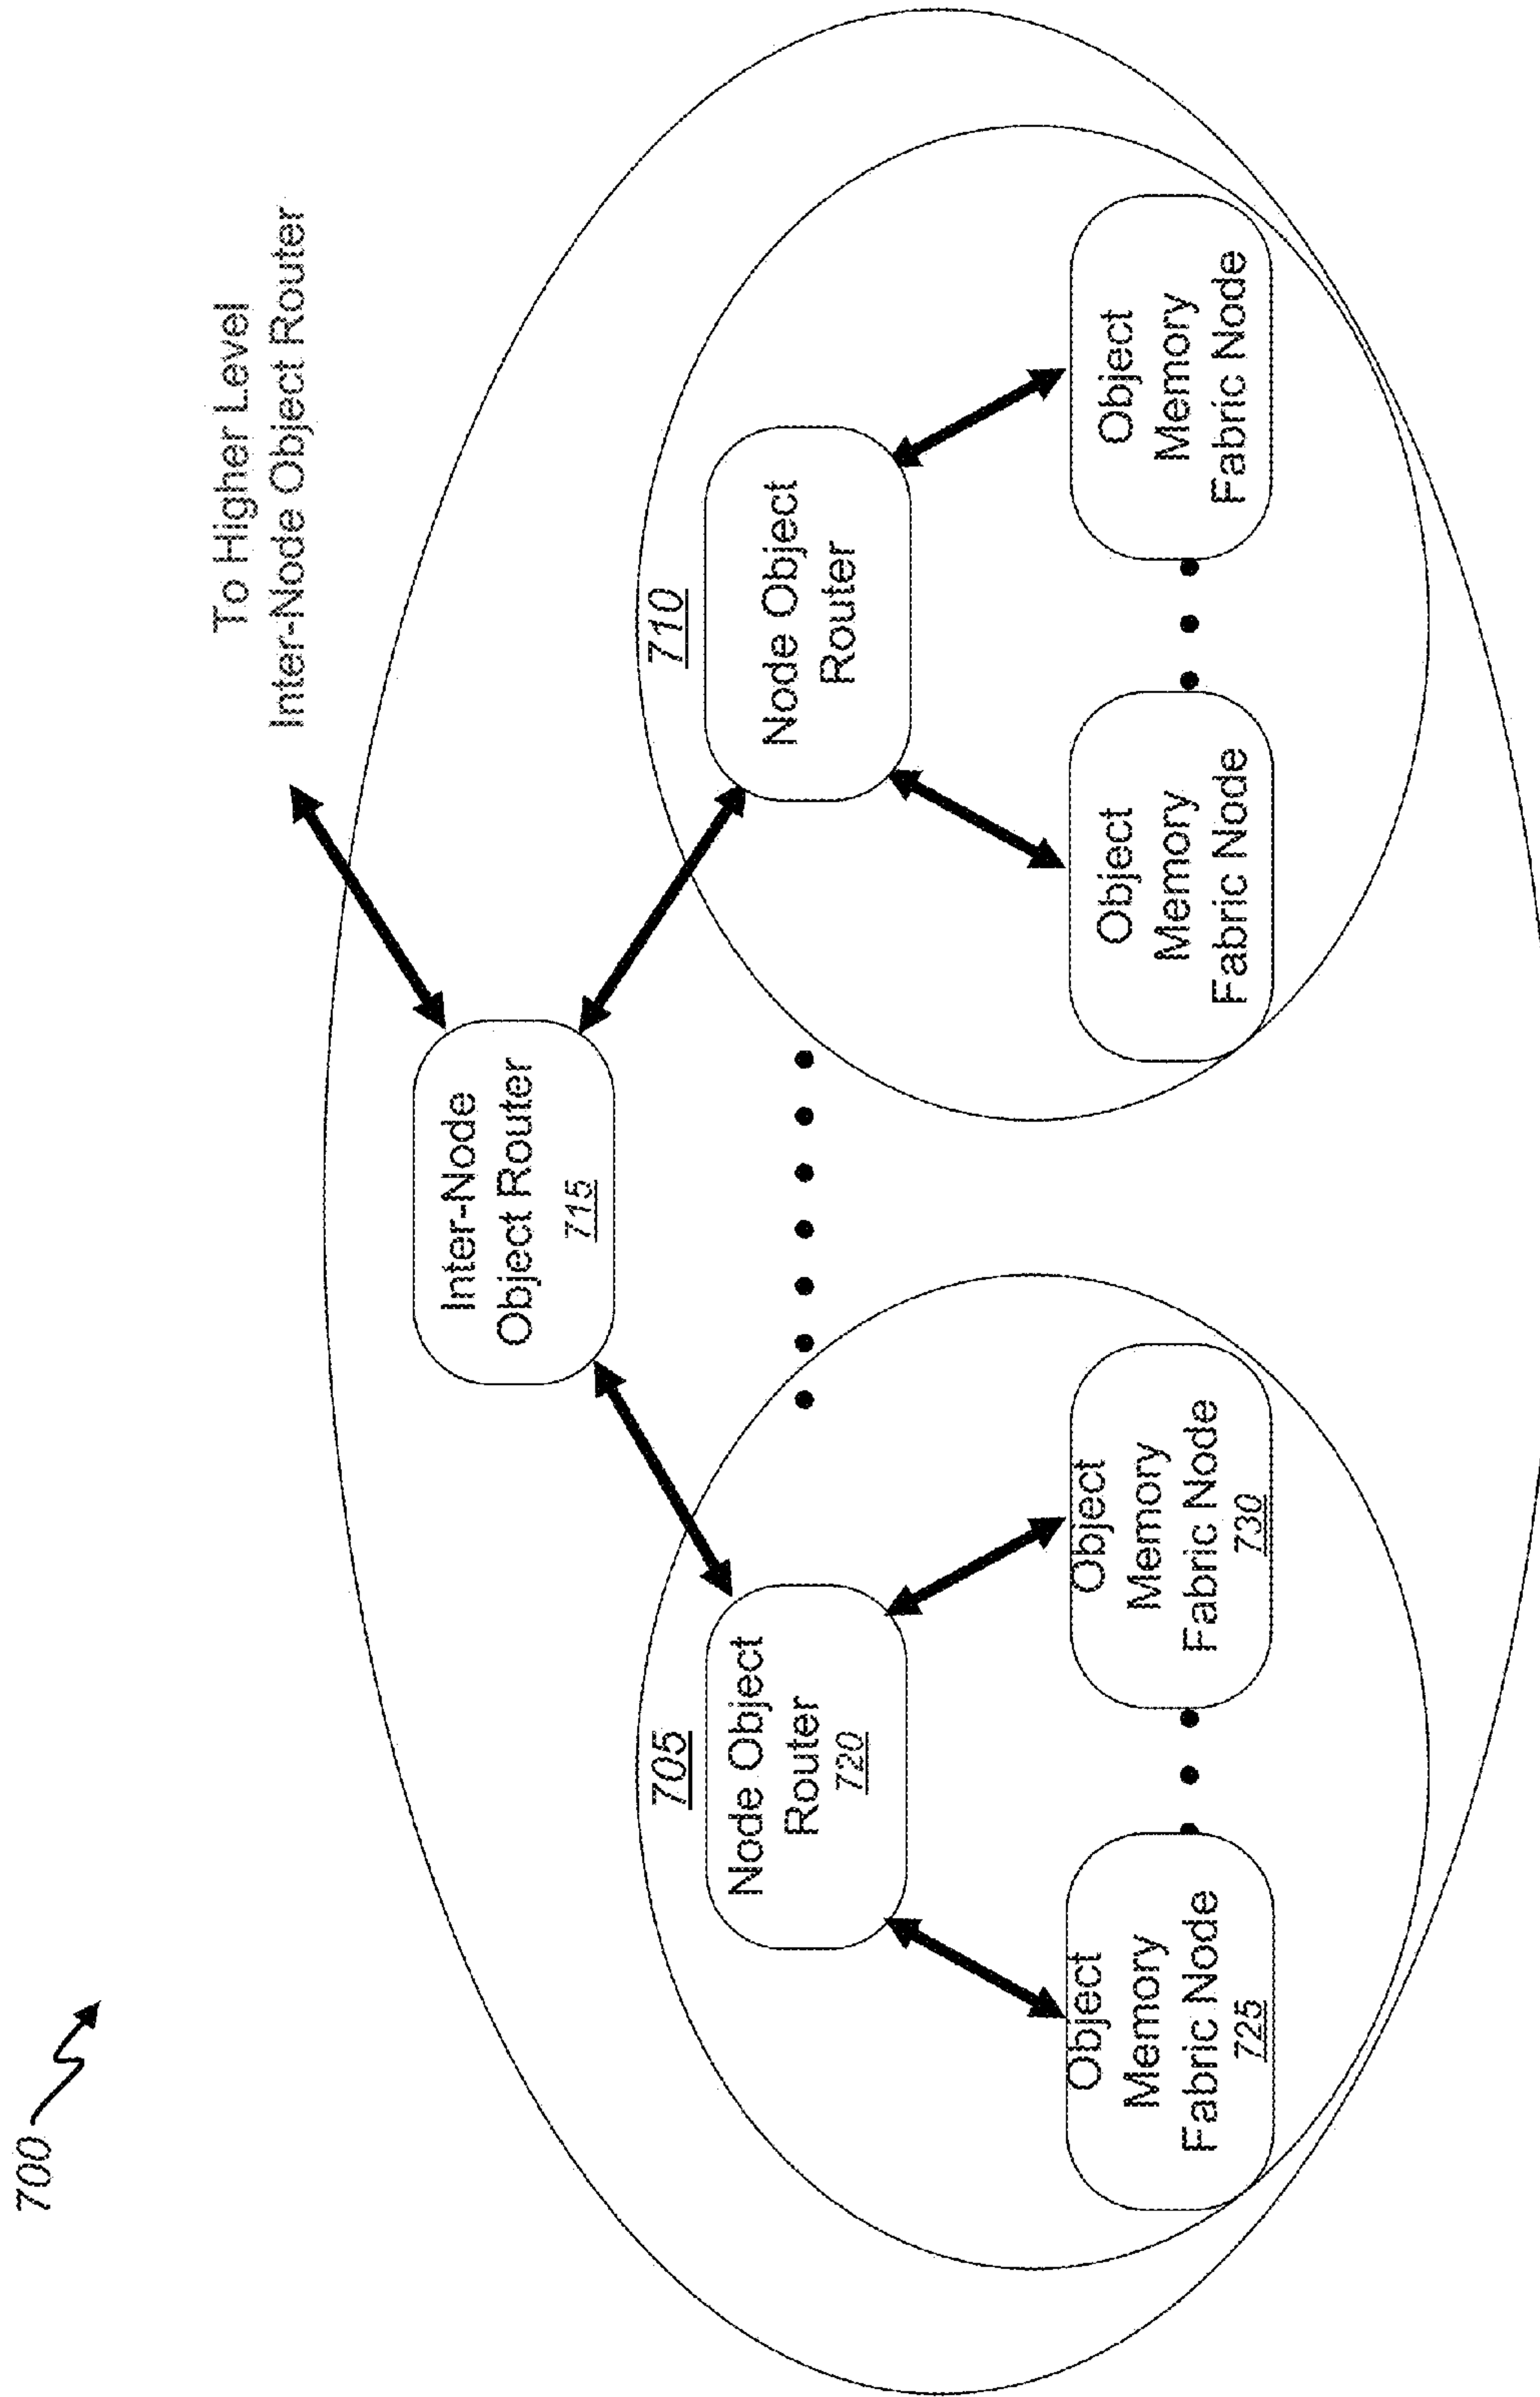 700
To Higher Level
Inter-Node Object Router
Inter-Node
Object Router
715
705
Node Object
Router
720
710
Node Object
Router
Object
Memory
Fabric Node
725
Object
Memory
Fabric Node
730
Object
Memory
Fabric Node
Object
Memory
Fabric Node